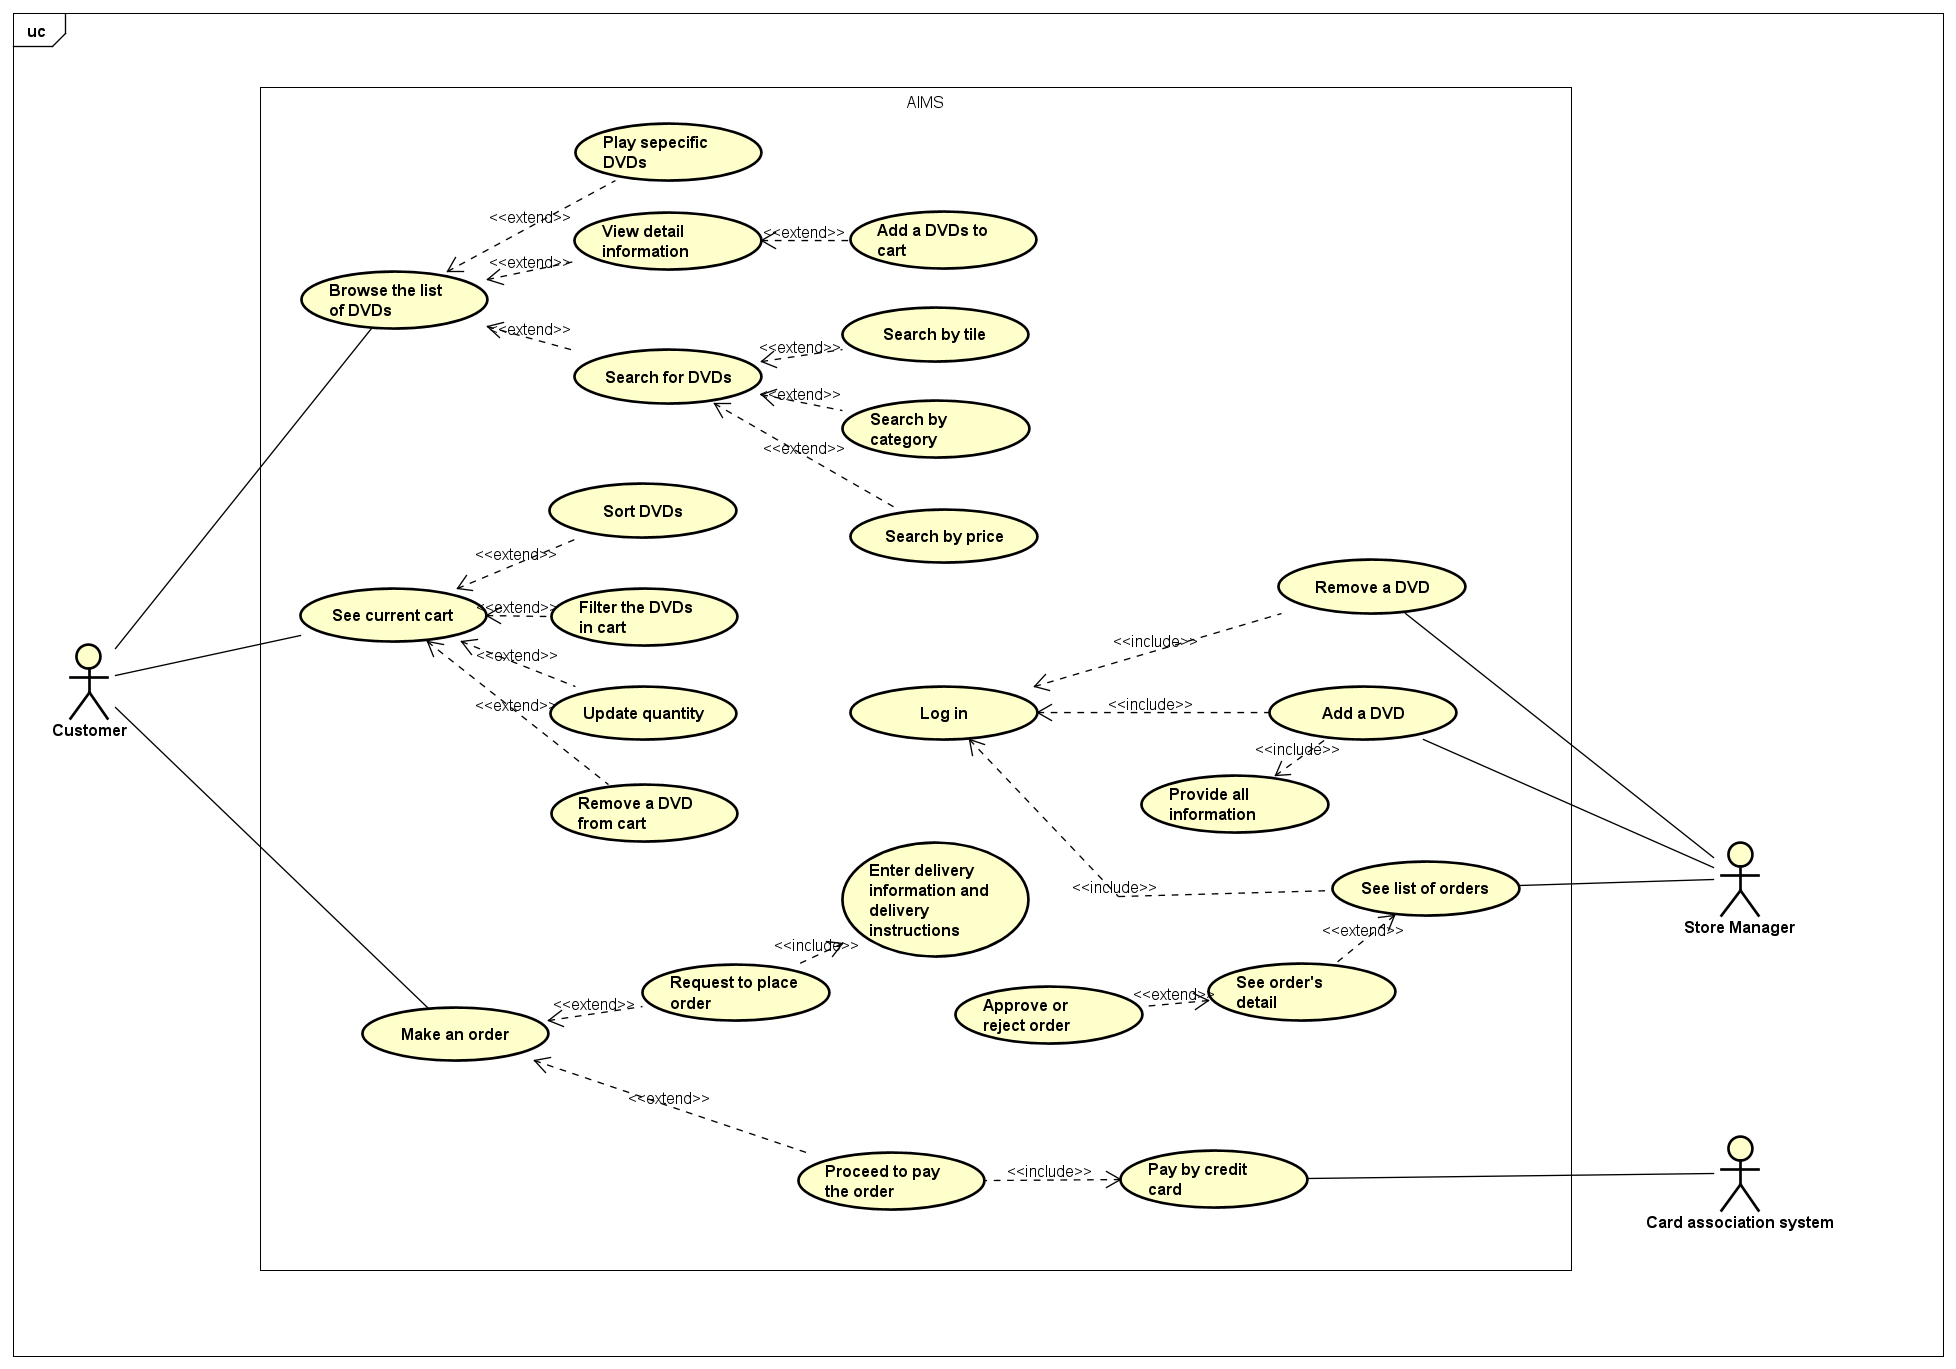 uc
AIMS
Play sepecific
DVDs
<<extend>>
View detail
information
<<extend>>
Add a DVDs to
cart
<<extend>>
Browse the list
of DVDs
<<extend>>
Search by tile
<<extend>>
Search for DVDs
<<extend>>
Search by
category
<<extend>>
Sort DVDs
Search by price
<<extend>>
Remove a DVD
See current cart
<<extend>>
Filter the DVDs
in cart
<<include>>
<<extend>>
<<extend>>
Update quantity
Log in
<<include>>
Add a DVD
Customer
<<include>>
Provide all
information
Remove a DVD
from cart
Enter delivery
information and
delivery
instructions
<<include>>
See list of orders
Store Manager
<<extend>>
<<include>>
Request to place
order
See order's
detail
<<extend>>
<<extend>>
Approve or
reject order
Make an order
<<extend>>
Proceed to pay
the order
<<include>>
Pay by credit
card
Card association system